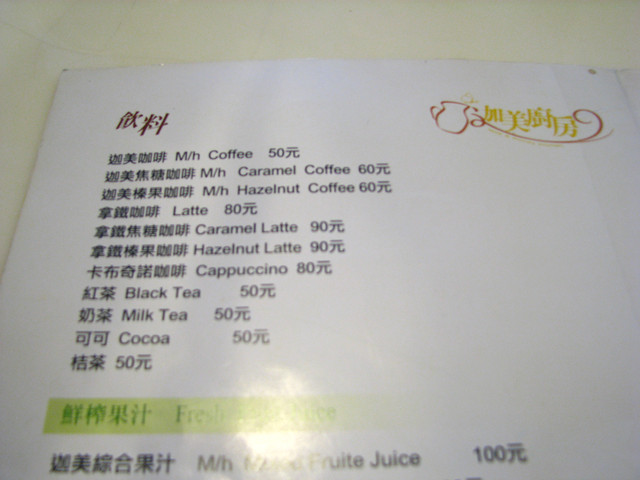 飲料
迦美廚房
迦美咖啡 M/h Coffee 50元
迦美焦糖咖啡 M/h Caramel Coffee 60元
迦美榛果咖啡 M/h Hazelnut Coffee 60元
拿鐵咖啡 Latte 80元
拿鐵焦糖咖啡 Caramel Latte 90元
拿鐵榛果咖啡 Hazelnut Latte 90元
卡布奇諾咖啡 Cappuccino 80元
紅茶 Black Tea 50元
奶茶 Milk Tea 50元
可可 Cocoa 50元
桔茶 50元
鮮榨果汁 Fresh
迦美綜合果汁 M/h Fruite Juice 100元